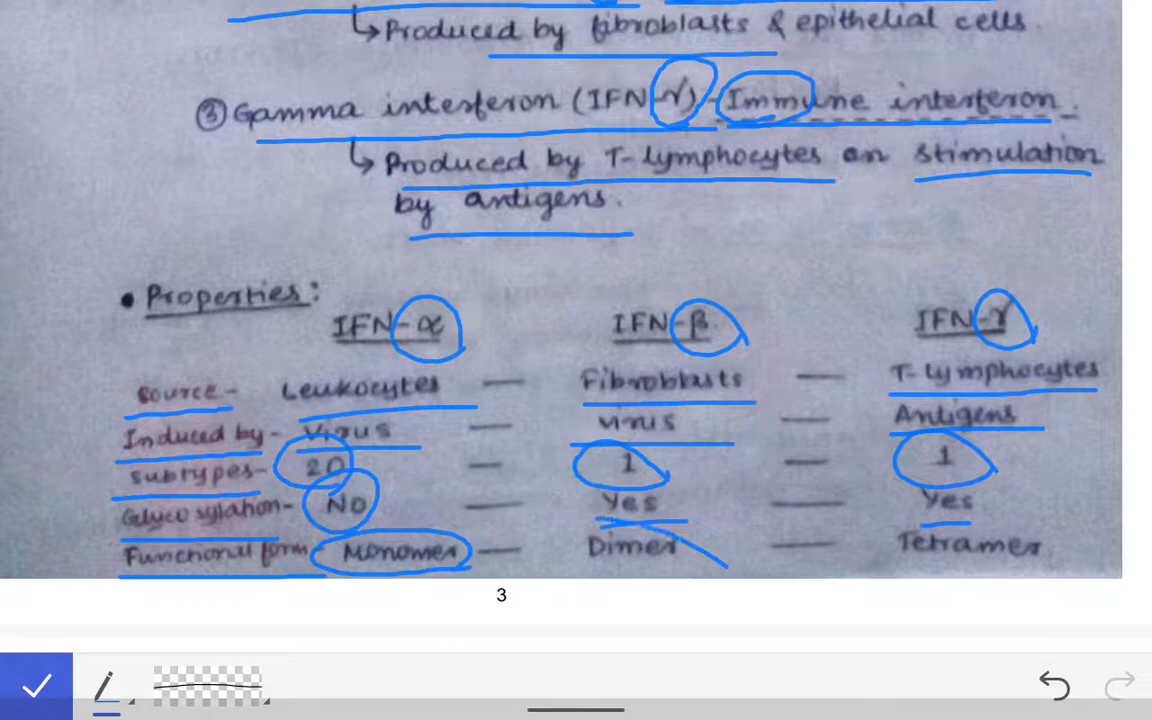 ↳Produced by fibroblasts & epithelial cells
③ Gamma interferon (IFN-γ) - Immune interferon.
↳ Produced by T-lymphocytes on stimulation
by antigens.
• Properties:
IFN-α IFN-β IFN-γ
Source- Leukocytes — Fibroblasts — T-lymphocytes
Induced by- Virus — virus — Antigens
subtypes- 20 — 1 — 1
Glyco sylation- No — Yes — Yes
Functional form- Monomer — Dimer — Tetramer
3